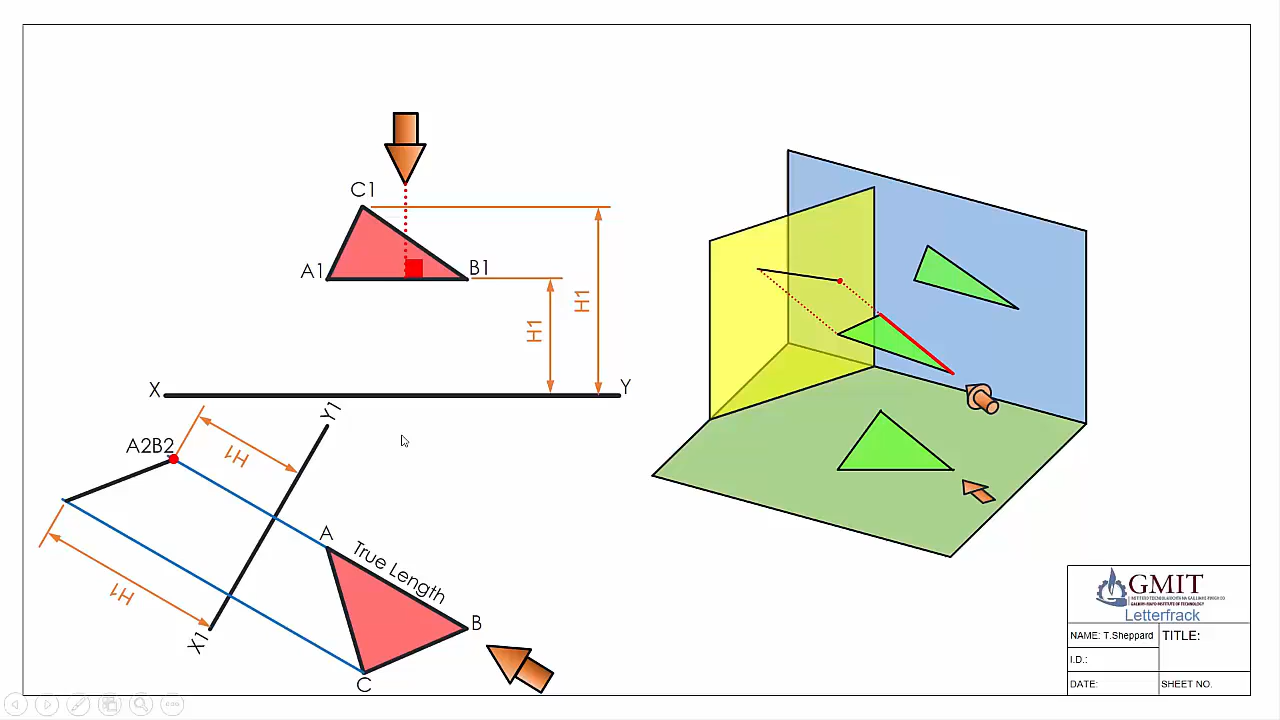 C1
A1
B1
H1
H1
X
Y
Y1
A2B2
H1
A
True Length
H1
B
X1
C
GMIT
Letterfrack
NAME: T.Sheppard
TITLE:
I.D.:
DATE:
SHEET NO.